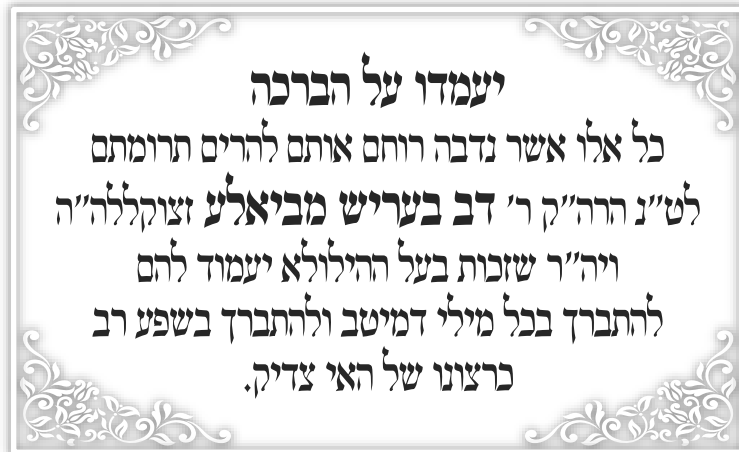 יעמדו על הברכה
כל אלו אשר נדבה רוחם אותם להרים תרומתם
לט״נ הרה״ק ר׳ דב בעריש מביאלע זצוקללה״ה
ויה״ר שזכות בעל ההילולא יעמוד להם
להתברך בכל מילי דמיטב ולהתברך בשפע רב
כרצונו של האי צדיק.